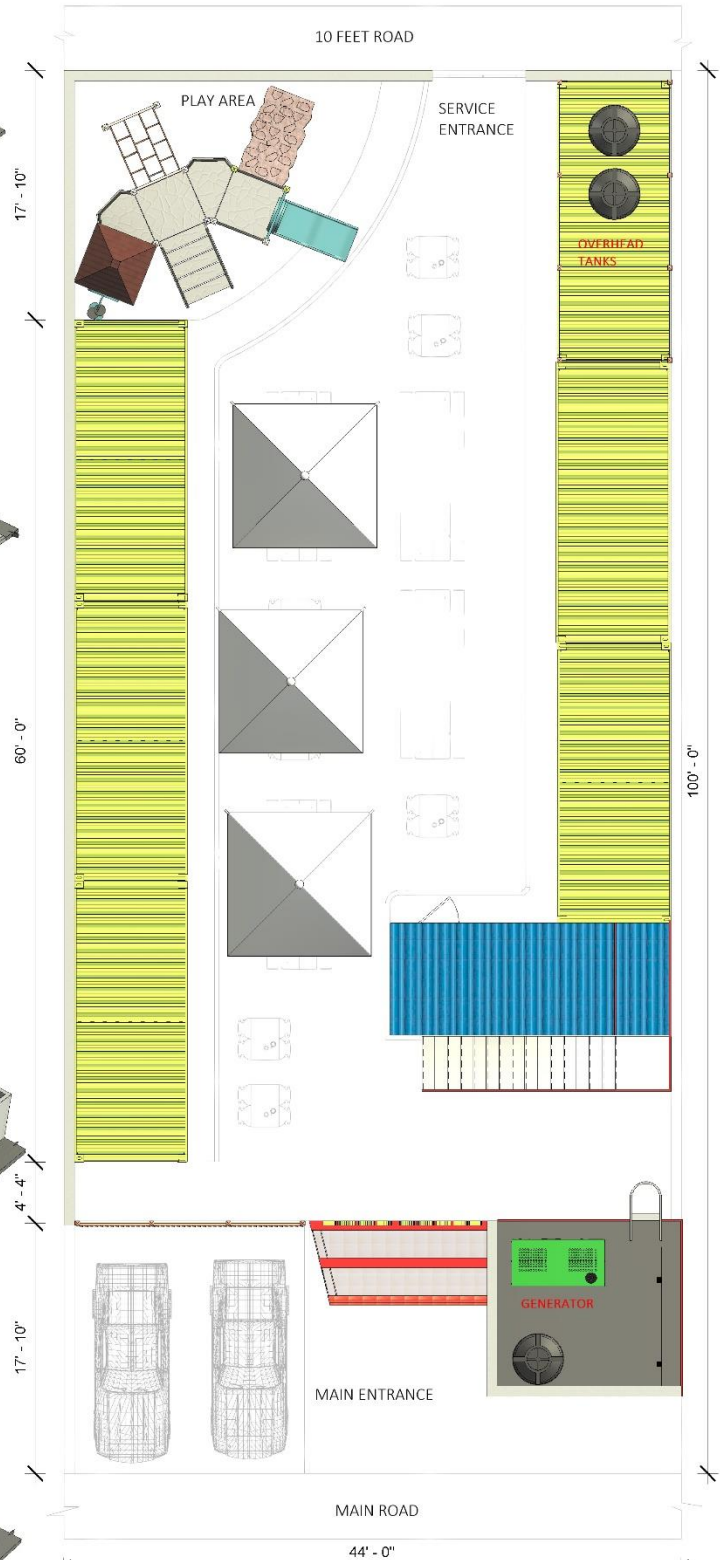 10 FEET ROAD
PLAY AREA
SERVICE
ENTRANCE
17' - 10"
OVERHEAD
TANKS
60' - 0"
100' - 0"
4' - 4"
17' - 10"
GENERATOR
MAIN ENTRANCE
MAIN ROAD
44' - 0"